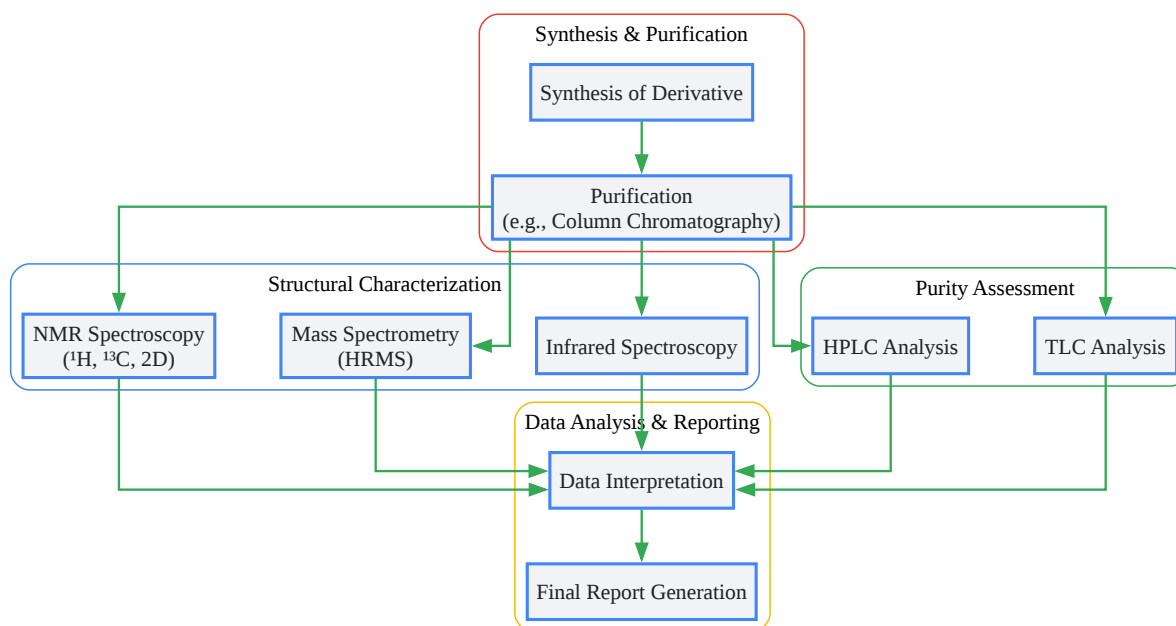 Synthesis & Purification
Synthesis of Derivative
Purification
(e.g., Column Chromatography)
Structural Characterization
NMR Spectroscopy
(¹H, ¹³C, 2D)
Mass Spectrometry
(HRMS)
Infrared Spectroscopy
Purity Assessment
HPLC Analysis
TLC Analysis
Data Analysis & Reporting
Data Interpretation
Final Report Generation